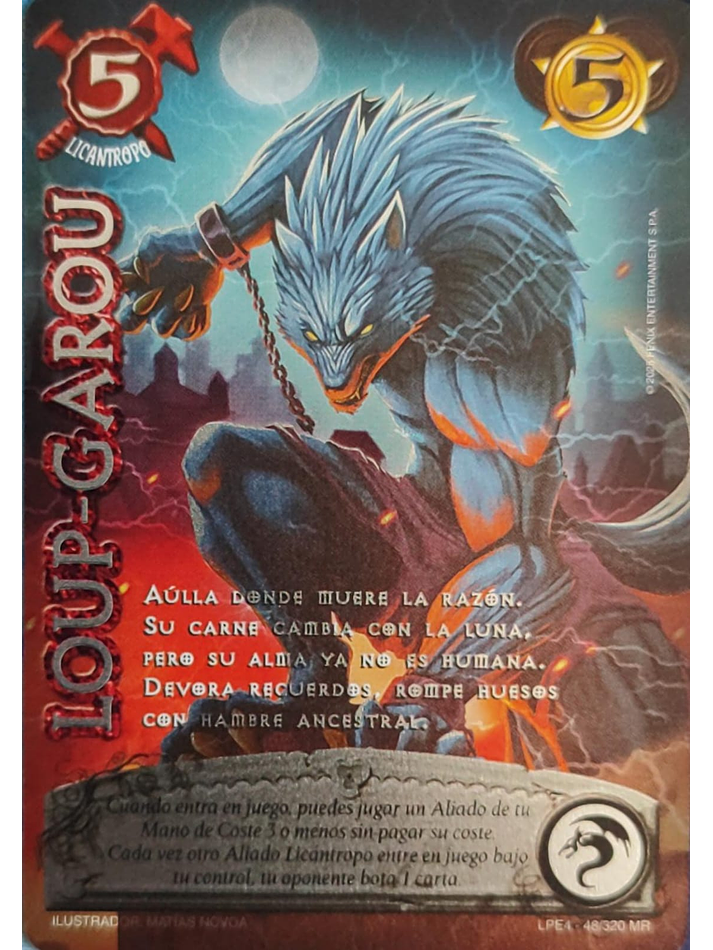 5
LICANTROPO
5
LOUP-GAROU
© 2025 FENIX ENTERTAINMENT S.P.A.
AÚLLA DONDE MUERE LA RAZÓN.
SU CARNE CAMBIA CON LA LUNA,
PERO SU ALMA YA NO ES HUMANA.
DEVORA RECUERDOS, ROMPE HUESOS
CON HAMBRE ANCESTRAL.
Cuando entra en juego, puedes jugar un Aliado de tu
Mano de Coste 3 o menos sin pagar su coste.
Cada vez otro Aliado Licántropo entre en juego bajo
tu control, tu oponente bota 1 carta.
ILUSTRADOR: MATIAS NOVOA
LPE4 - 48/320 MR